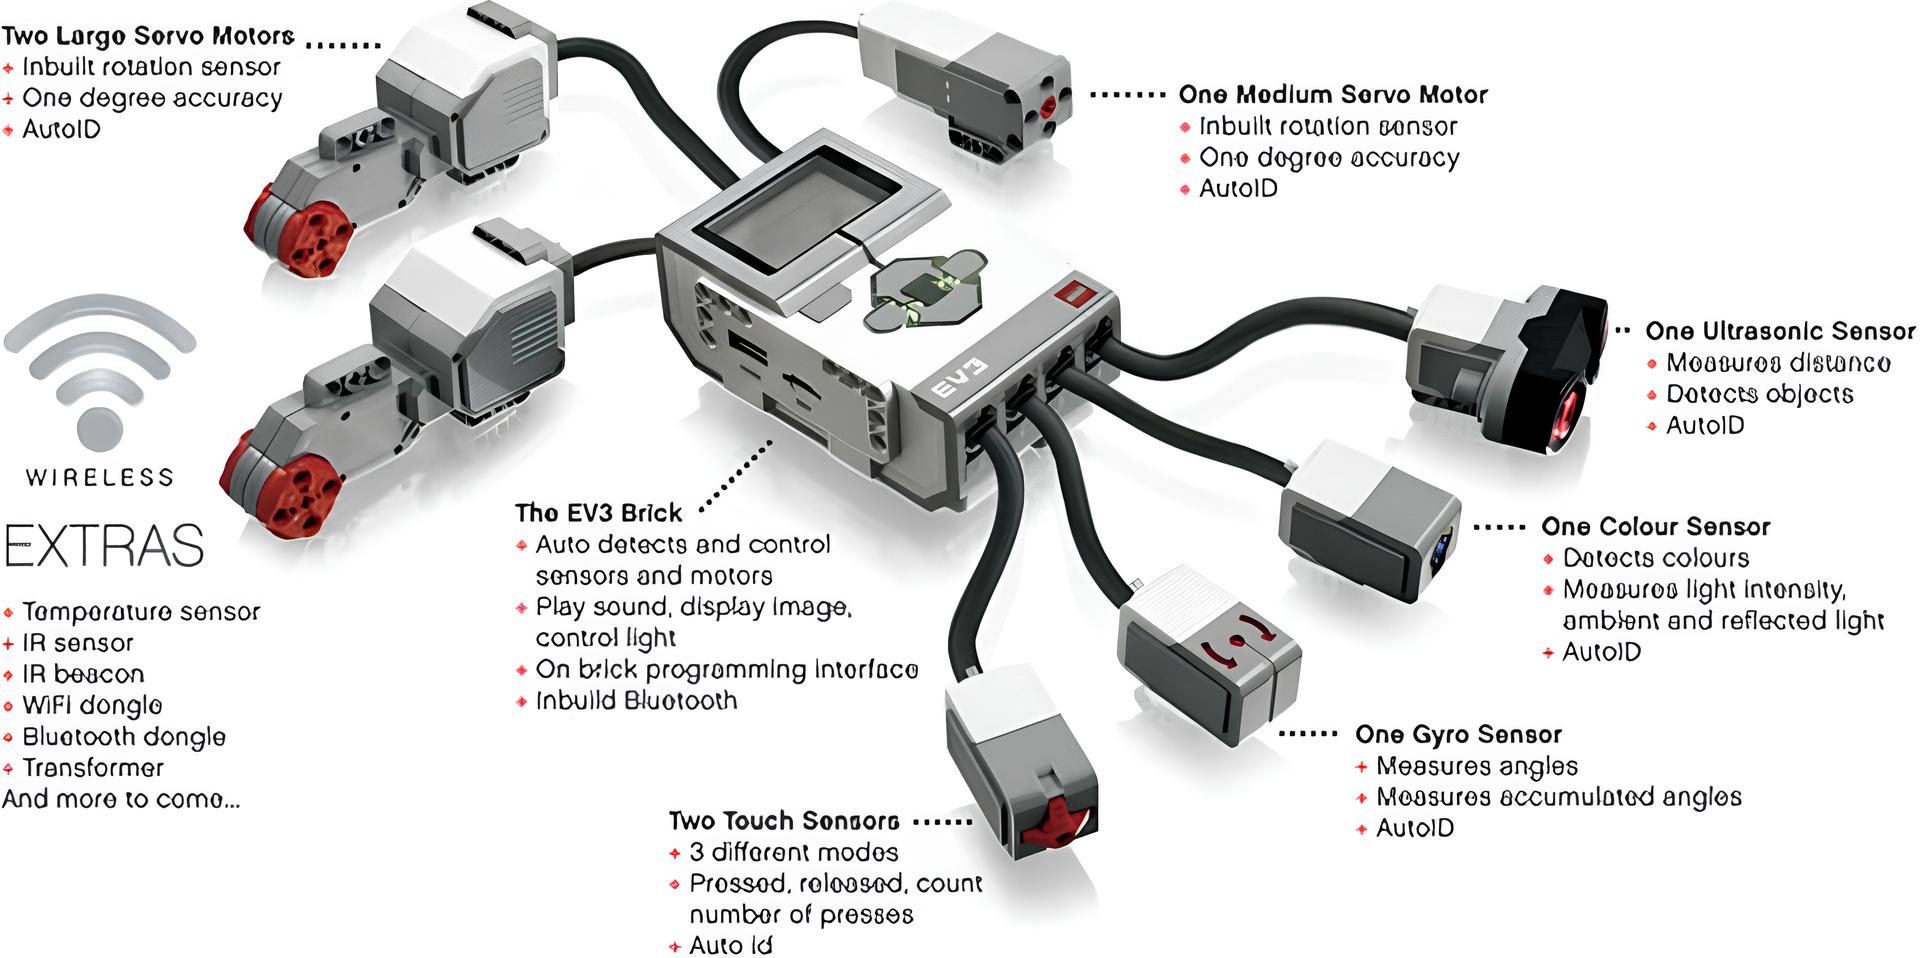 Two Large Servo Motors
Inbuilt rotation sensor
One degree accuracy
AutoID
One Medium Servo Motor
Inbuilt rotation sensor
One degree accuracy
AutoID
One Ultrasonic Sensor
Measures distance
Detects objects
AutoID
WIRELESS
EXTRAS
Temperature sensor
IR sensor
IR beacon
WiFi dongle
Bluetooth dongle
Transformer
And more to come...
EV3
The EV3 Brick
Auto detects and control
sensors and motors
Play sound, display image,
control light
On brick programming interface
Inbuild Bluetooth
One Colour Sensor
Detects colours
Measures light intensity,
ambient and reflected light
AutoID
One Gyro Sensor
Measures angles
Measures accumulated angles
AutoID
Two Touch Sensors
3 different modes
Pressed, released, count
number of presses
Auto id